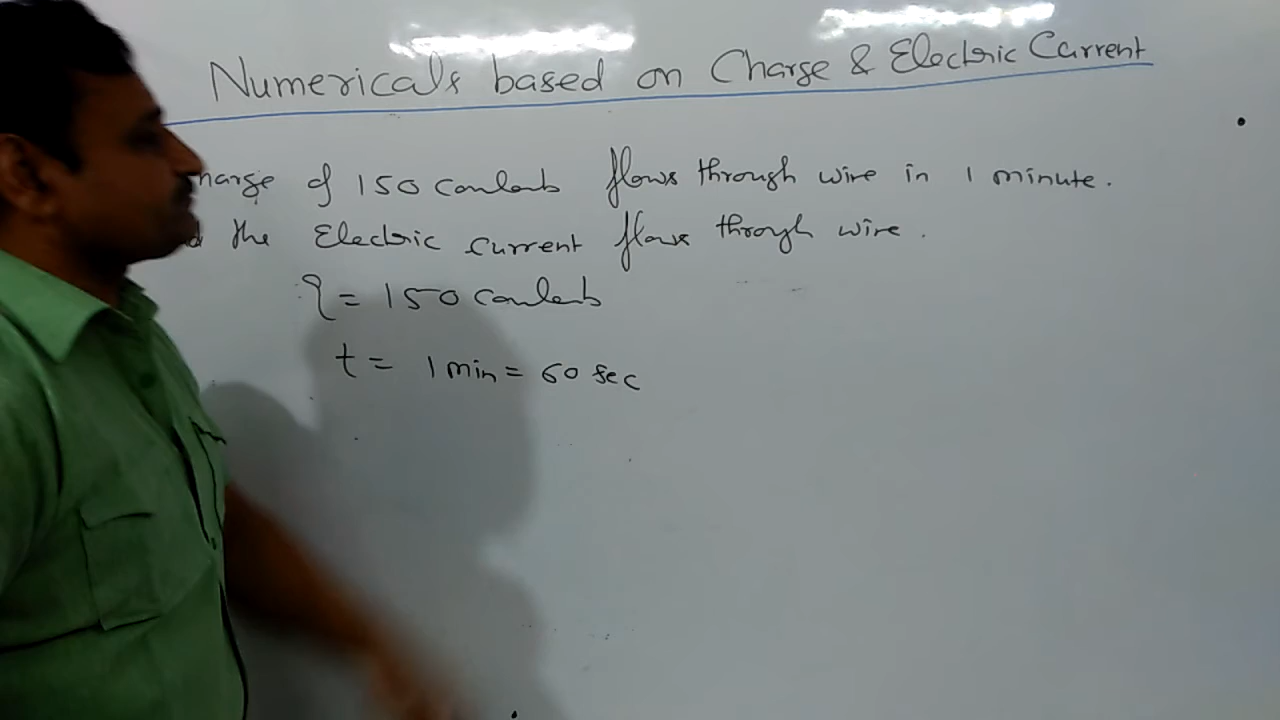 Numericals based on Charge & Electric Current
harge of 150 Coulomb flows through wire in 1 minute.
d the Electric Current flows through wire.
q = 150 Coulomb
t = 1 min = 60 sec